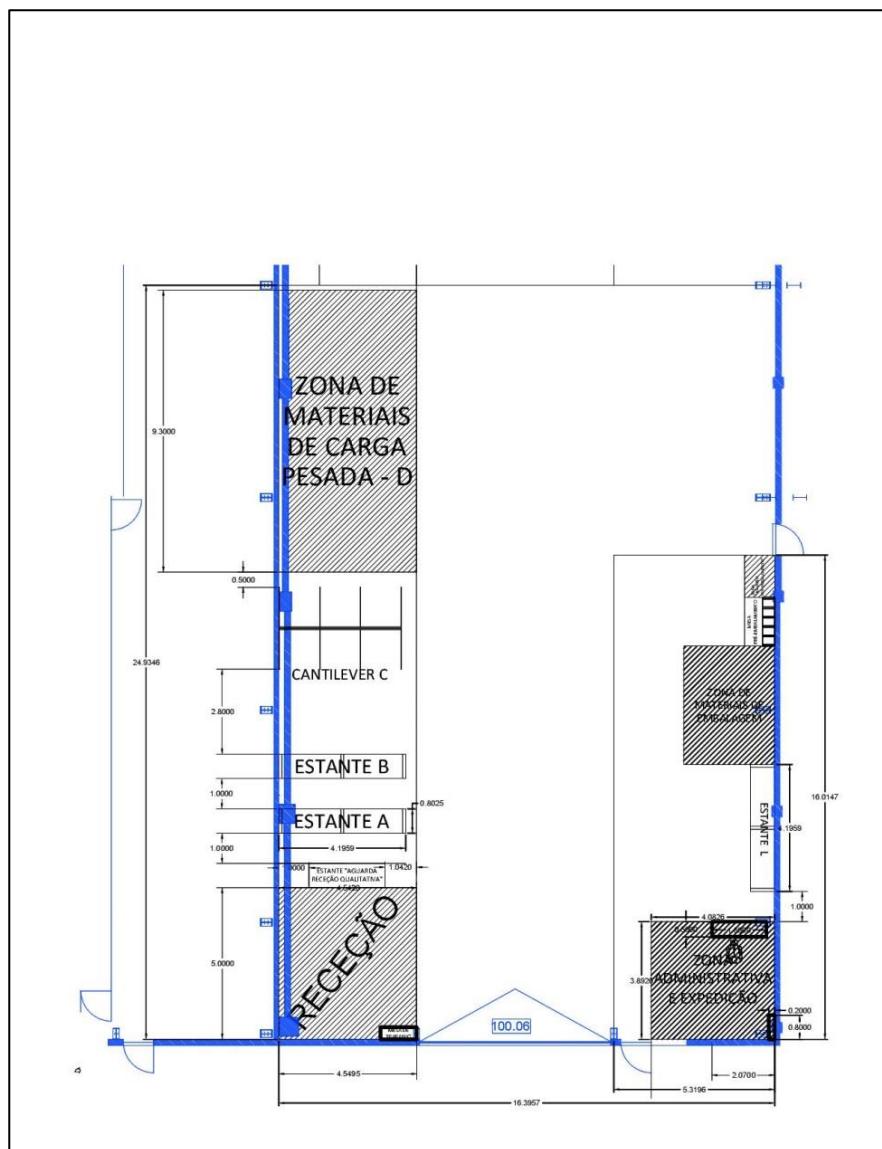 ZONA DE
MATERIAIS
DE CARGA
PESADA - D
9.3000
0.5000
24.9346
CANTILEVER C
2.8000
ESTANTE B
1.0000
ESTANTE A
0.8025
4.1959
1.0000
1.0420
ESTANTE "AGUARDA
RECEÇÃO QUALITATIVA"
RECEÇÃO
5.0000
4.5495
16.3957
100.06
ZONA DE
MATERIAIS DE
EMBALAGEM
16.0147
ESTANTE L
4.1959
1.0000
4.0826
3.8926
ZONA
ADMINISTRATIVA
E EXPEDIÇÃO
0.2000
0.8000
2.0700
5.3196